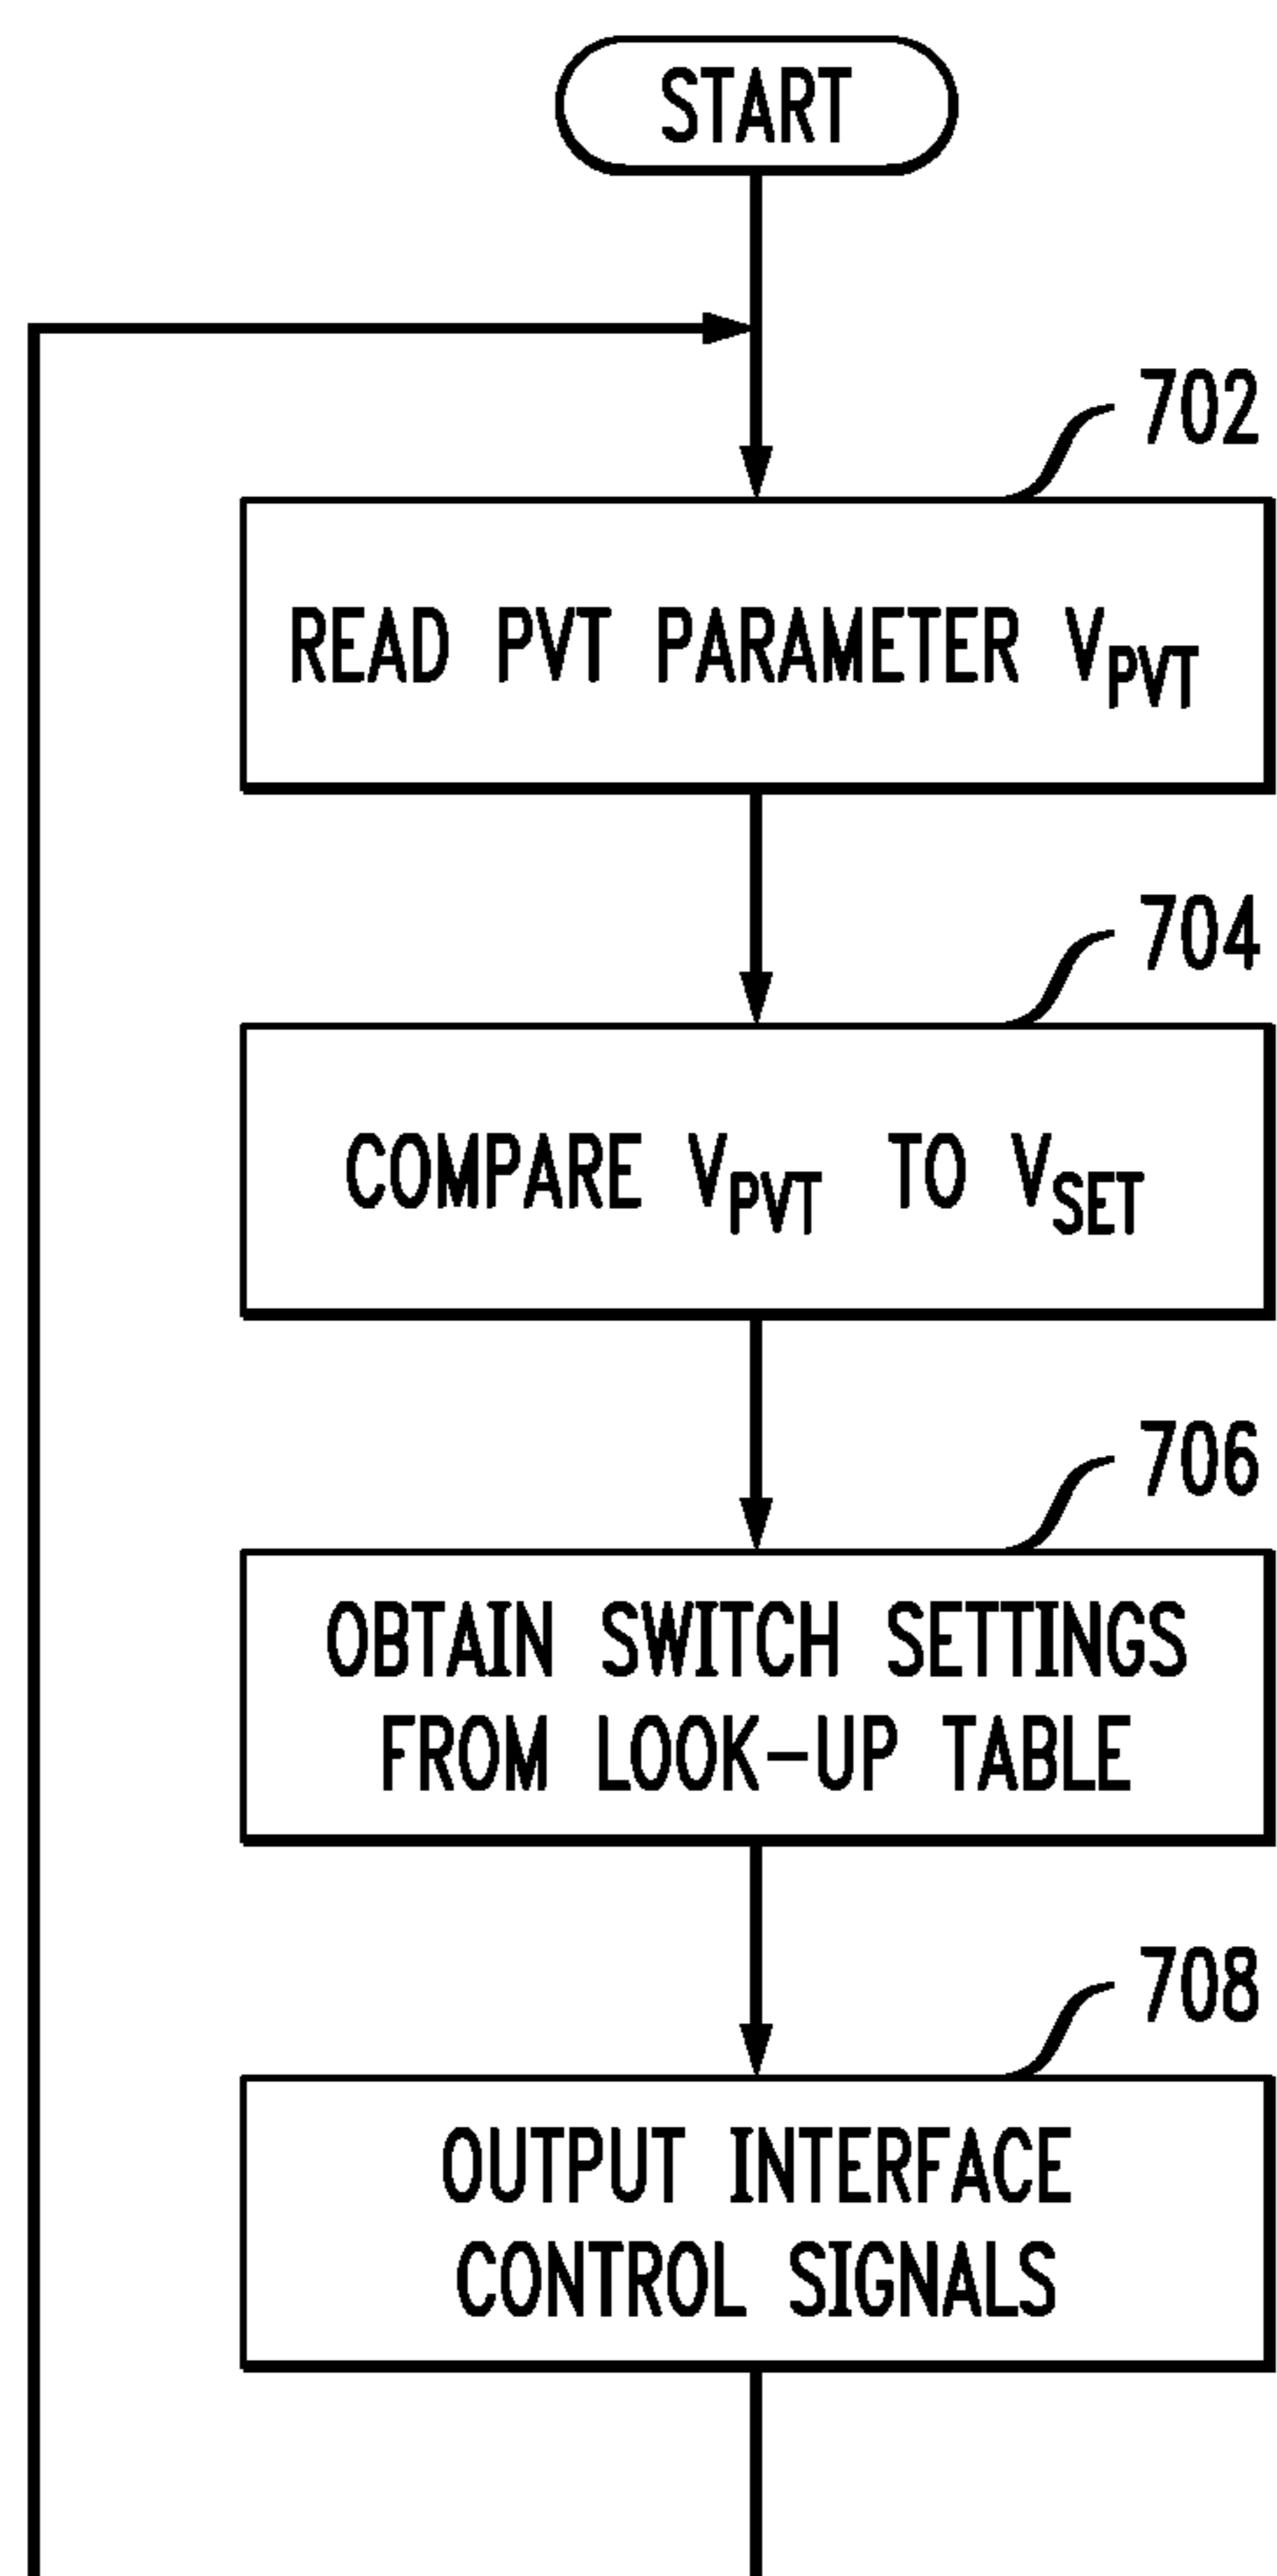 START
702
READ PVT PARAMETER VPVT
704
COMPARE VPVT TO VSET
706
OBTAIN SWITCH SETTINGS
FROM LOOK-UP TABLE
708
OUTPUT INTERFACE
CONTROL SIGNALS